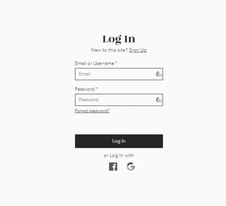 Log In
New to this site? Sign Up
Email or Username *
Email
Password *
Password
Forgot password?
Log In
or Log In with